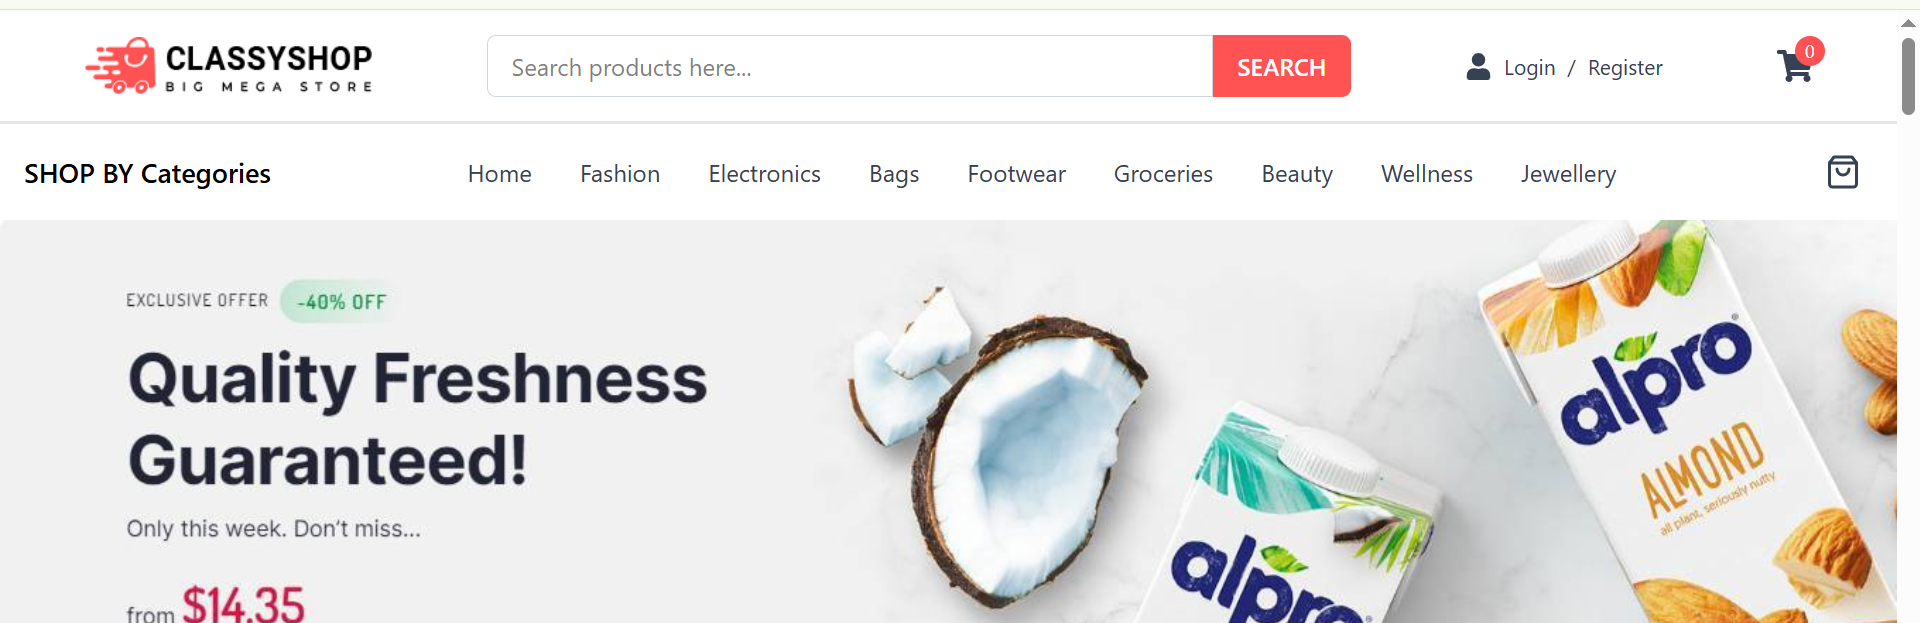 CLASSYSHOP
BIG MEGA STORE
Search products here...
SEARCH
Login / Register
0
SHOP BY Categories
Home
Fashion
Electronics
Bags
Footwear
Groceries
Beauty
Wellness
Jewellery
EXCLUSIVE OFFER
-40% OFF
Quality Freshness
Guaranteed!
Only this week. Don't miss...
from $14.35
alpro
alpro
ALMOND
all plant, seriously nutty